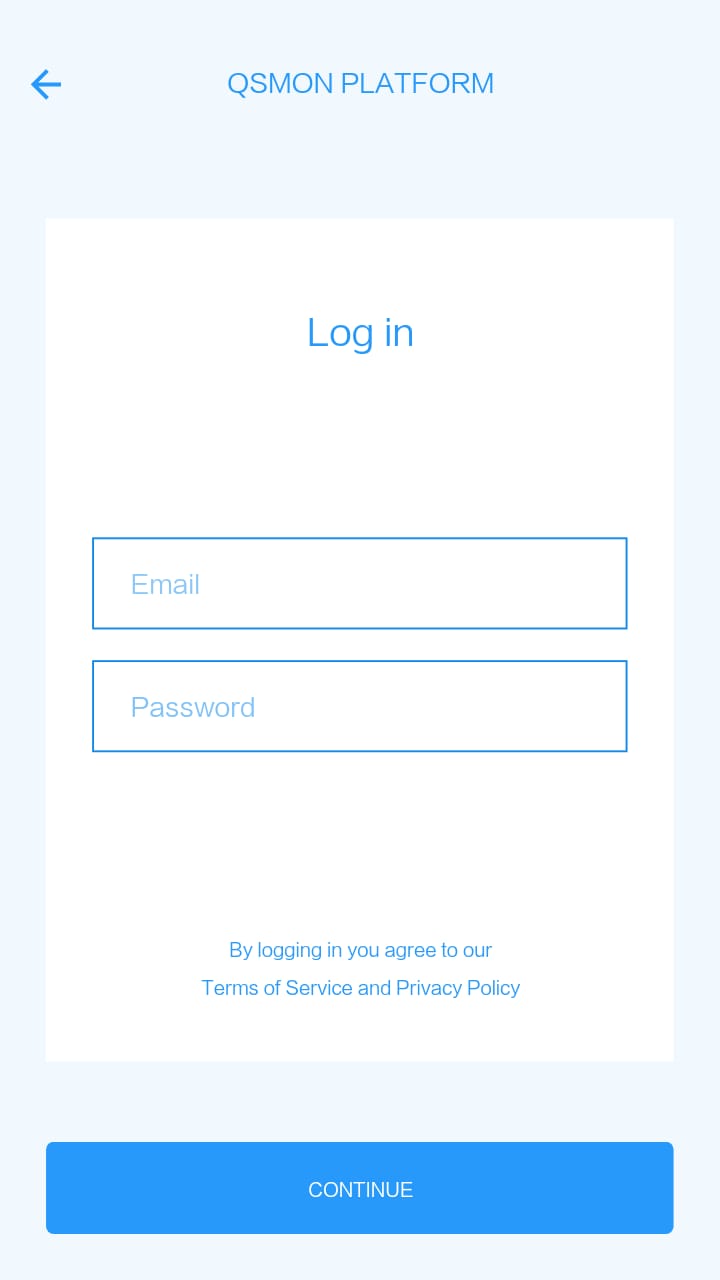 QSMON PLATFORM
Log in
Email
Password
By logging in you agree to our
Terms of Service and Privacy Policy
CONTINUE